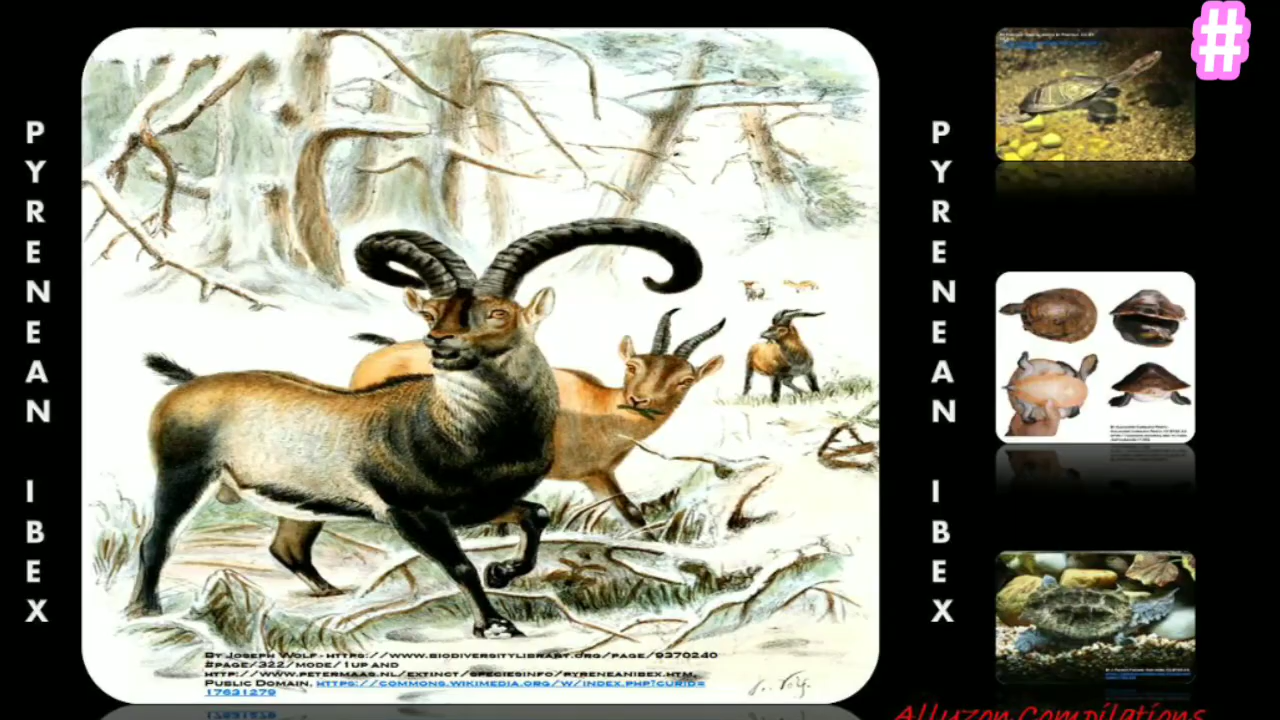 #
PYRENEAN IBEX
PYRENEAN IBEX
By Joseph Wolf - https://www.biodiversitylibrary.org/page/9370240
#page/322/mode/1up and
http://www.petermaas.nl/extinct/speciesinfo/pyreneanibex.htm,
Public Domain, https://commons.wikimedia.org/w/index.php?curid=
17631279
J. Wolf.
Alluzon Compilations